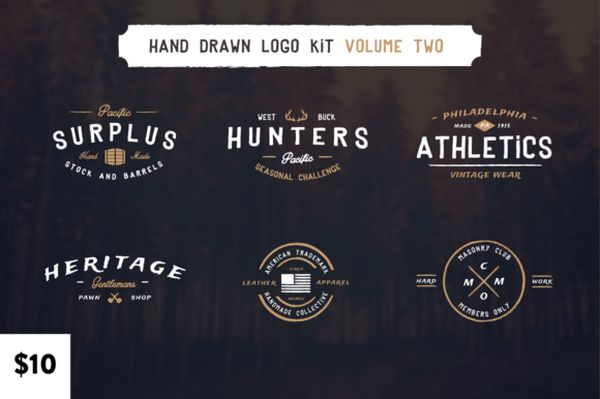 HAND DRAWN LOGO KiT VOLUME TWO
Pacific
SURPLUS
Hand Made
STOCK AND BARRELS
WEST BUCK
HUNTERS
Pacific
SEASONAL CHALLENGE
PHILADELPHIA
MADE PA 1915
ATHLETiCS
VINTAGE WEAR
HERITAGE
Gentlemans
PAWN SHOP
AMERICAN TRADEMARK
CIRCA
LEATHER APPAREL
HANDMADE COLLECTIVE
MASONRY CLUB
C
HARD M M WORK
O
MEMBERS ONLY
$10